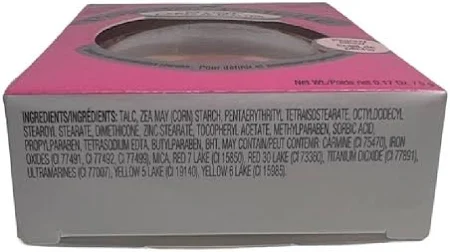 Pour définir et
Net Wt./Poids net 0.17 Oz. / 5 g
INGREDIENTS/INGRÉDIENTS: TALC, ZEA MAY (CORN) STARCH, PENTAERYTHRITYL TETRAISOSTEARATE, OCTYLDODECYL
STEAROYL STEARATE, DIMETHICONE, ZINC STEARATE, TOCOPHERYL ACETATE, METHYLPARABEN, SORBIC ACID,
PROPYLPARABEN, TETRASODIUM EDTA, BUTYLPARABEN, BHT. MAY CONTAIN/PEUT CONTENIR: CARMINE (CI 75470), IRON
OXIDES (CI 77491, CI 77492, CI 77499), MICA, RED 7 LAKE (CI 15850), RED 30 LAKE (CI 73360), TITANIUM DIOXIDE (CI 77891),
ULTRAMARINES (CI 77007), YELLOW 5 LAKE (CI 19140), YELLOW 6 LAKE (CI 15985).